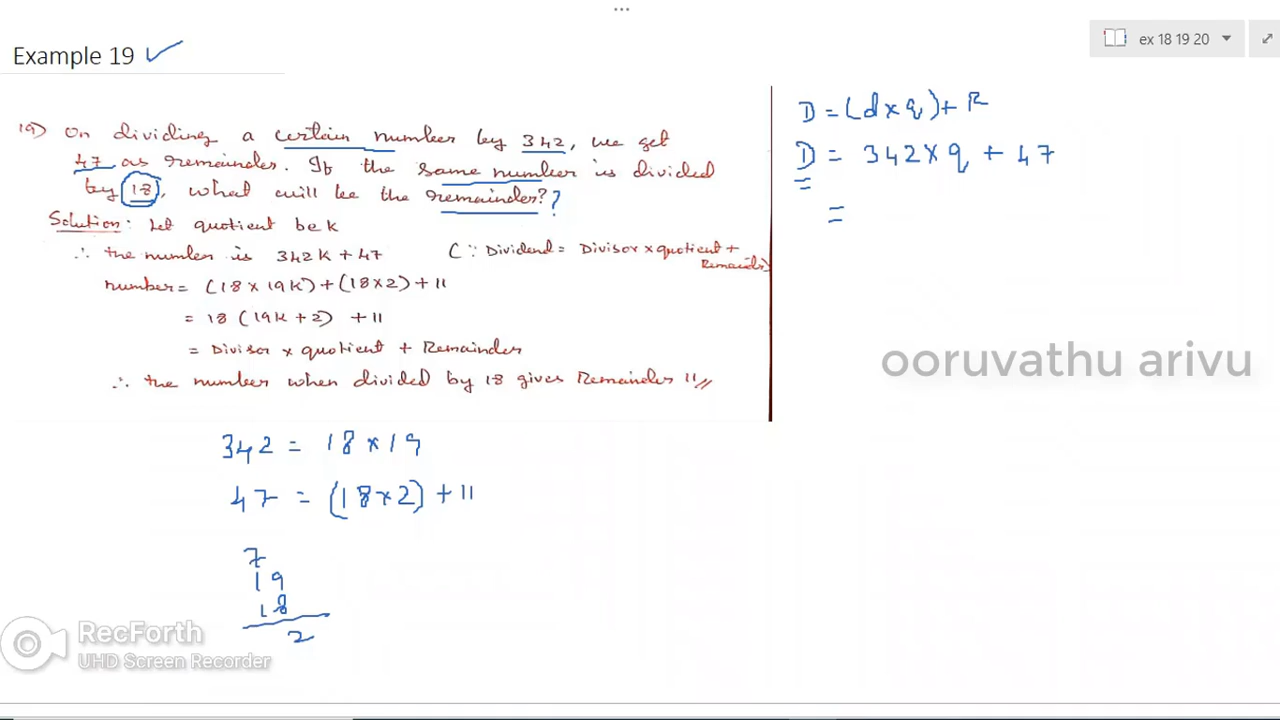 Example 19
ex 18 19 20
19) On dividing a certain number by 342, we get
47 as remainder. If the same number is divided
by 18, what will be the remainder??
Solution: Let quotient be k
∴ the number is 342k+47 (∵ Dividend = Divisor x quotient +
Remainder)
number = (18 x 19k) + (18x2) + 11
= 18 (19k+2) +11
= Divisor x quotient + Remainder
∴ the number when divided by 18 gives Remainder 11//
342 = 18 x 19
47 = (18x2) + 11
7
19
18
2
D = (d x q) + R
D = 342 x q + 47
=
ooruvathu arivu
RecForth
UHD Screen Recorder